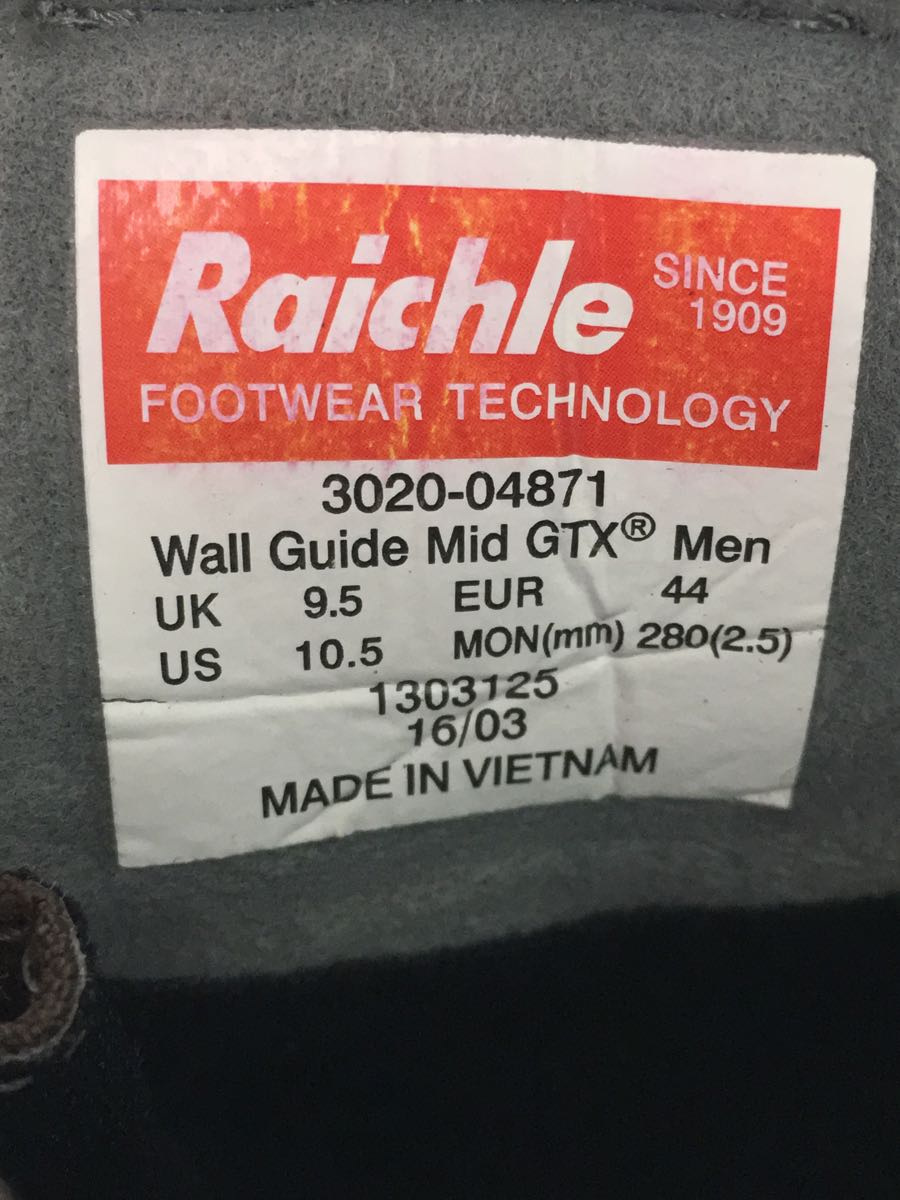 Raichle SINCE 1909
FOOTWEAR TECHNOLOGY
3020-04871
Wall Guide Mid GTX® Men
UK 9.5 EUR 44
US 10.5 MON(mm) 280(2.5)
1303125
16/03
MADE IN VIETNAM